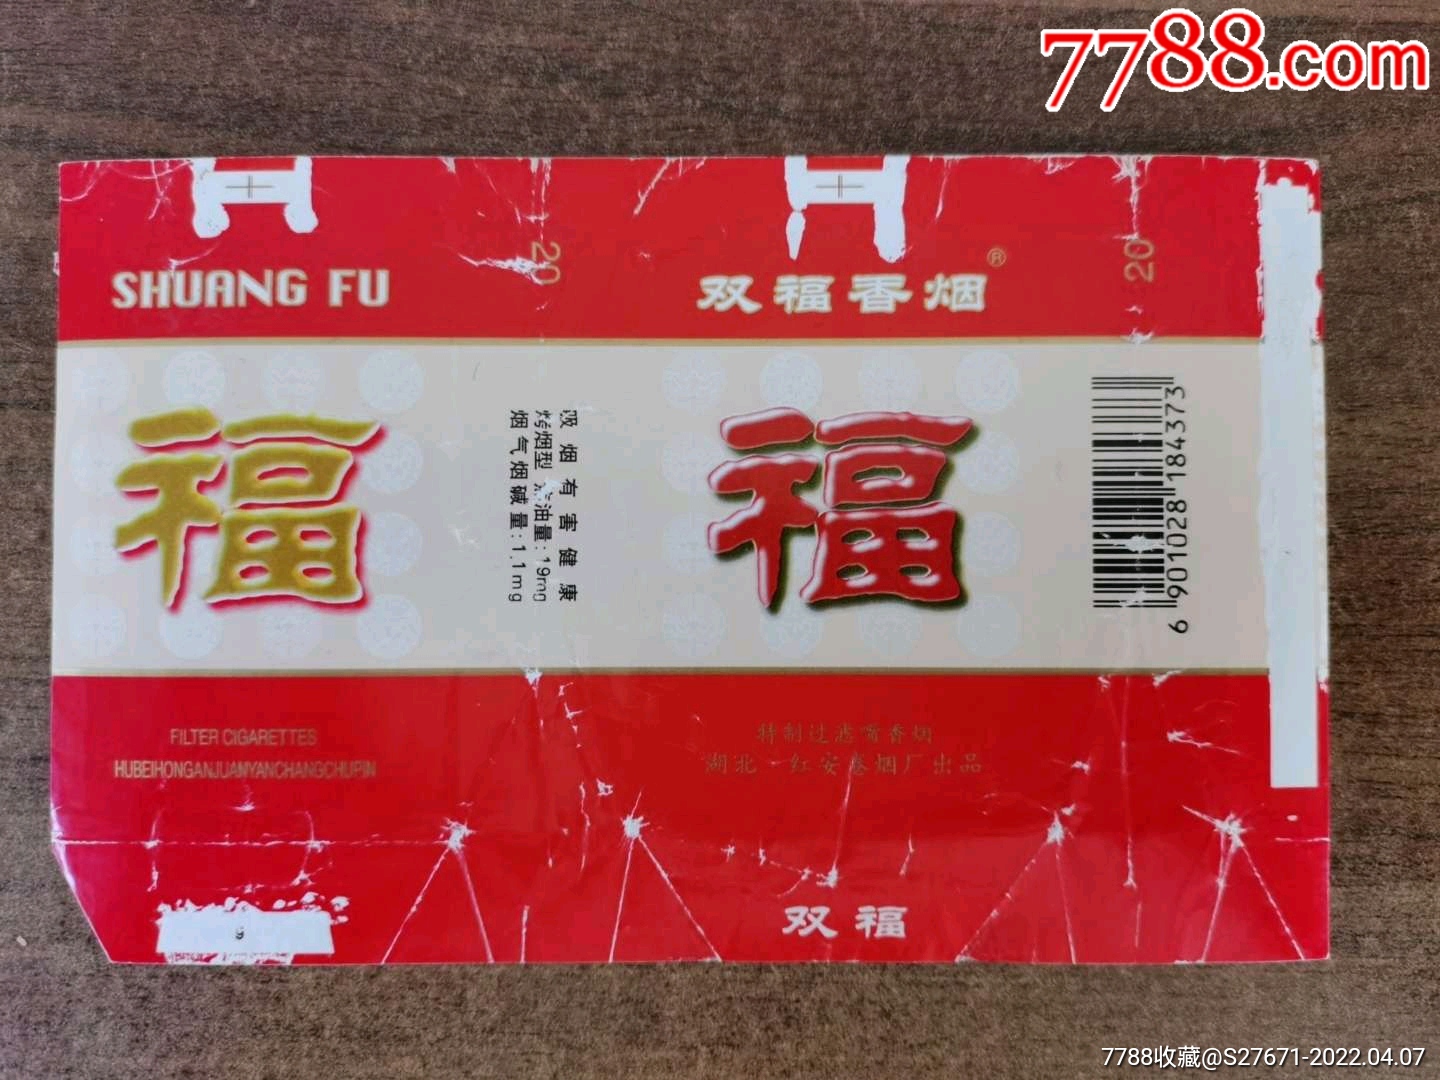 7788.com
20
20
SHUANG FU
双福香烟®
福
吸烟有害健康
烤烟型 焦油量:19mg
烟气烟碱量:1.1mg
福
6 901028 184373
FILTER CIGARETTES
HUBEIHONGANJUANYANCHANGCHUPIN
特制过滤嘴香烟
湖北·红安卷烟厂出品
双福
7788收藏@S27671-2022.04.07